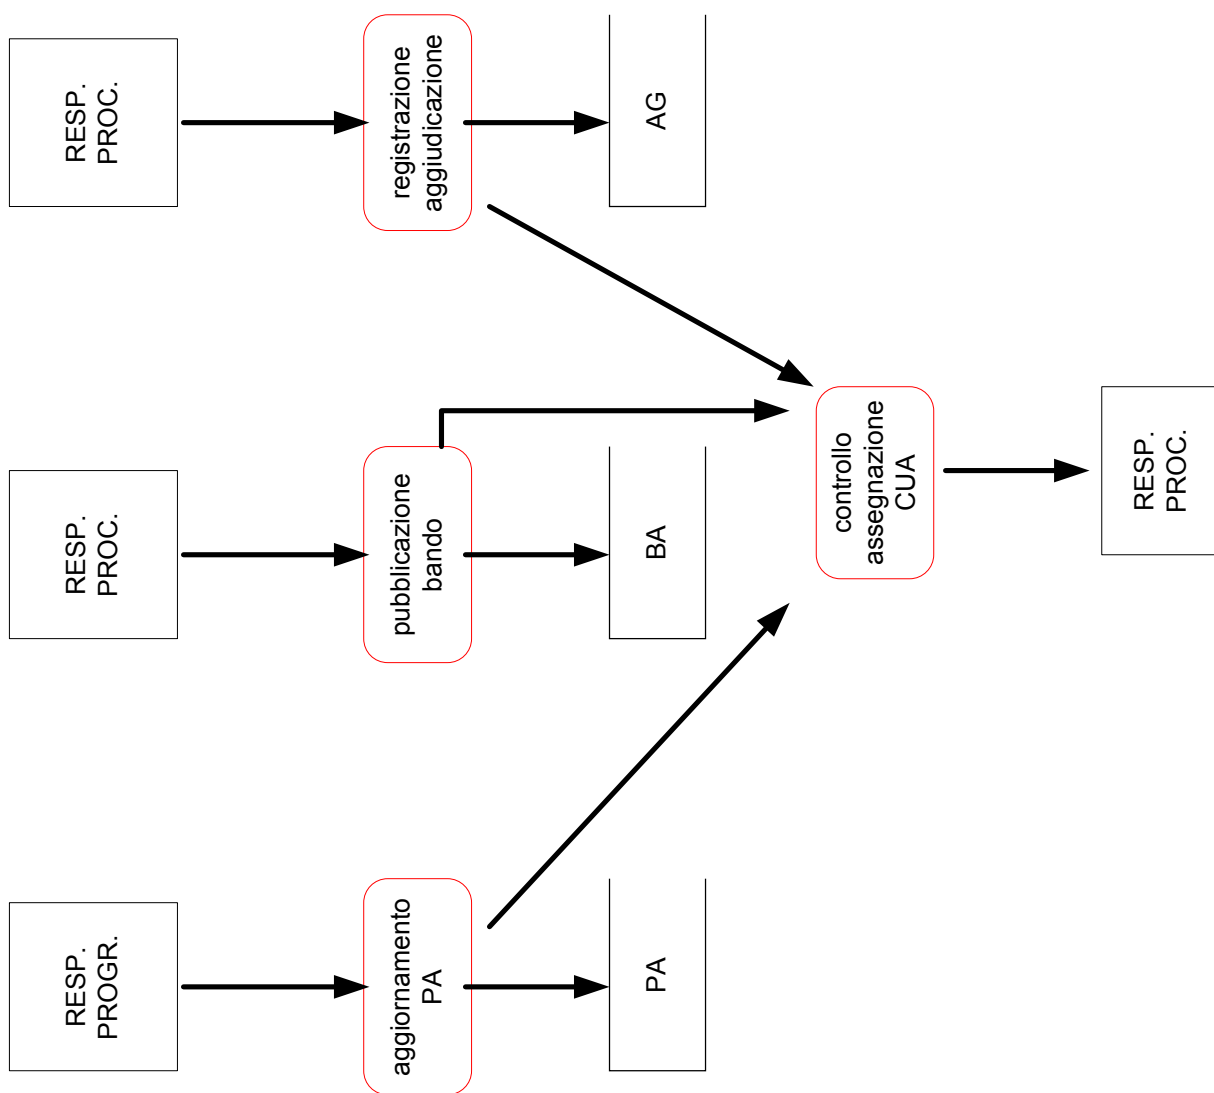 RESP.
PROGR.
RESP.
PROC.
RESP.
PROC.
aggiornamento
PA
pubblicazione
bando
registrazione
aggiudicazione
PA
BA
AG
controllo
assegnazione
CUA
RESP.
PROC.